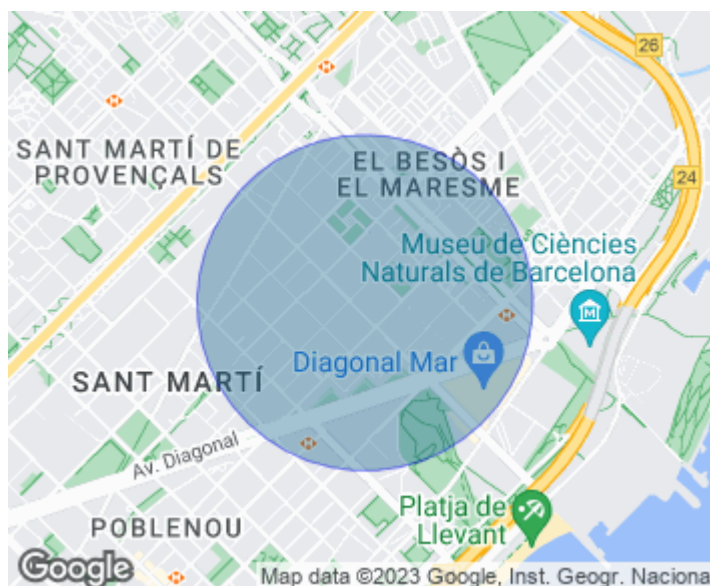 26
SANT MARTÍ DE
PROVENÇALS
EL BESÒS I
EL MARESME
24
Museu de Ciències
Naturals de Barcelona
M
Diagonal Mar
SANT MARTÍ
Av. Diagonal
Platja de
Llevant
POBLENOU
Google
Map data ©2023 Google, Inst. Geogr. Naciona